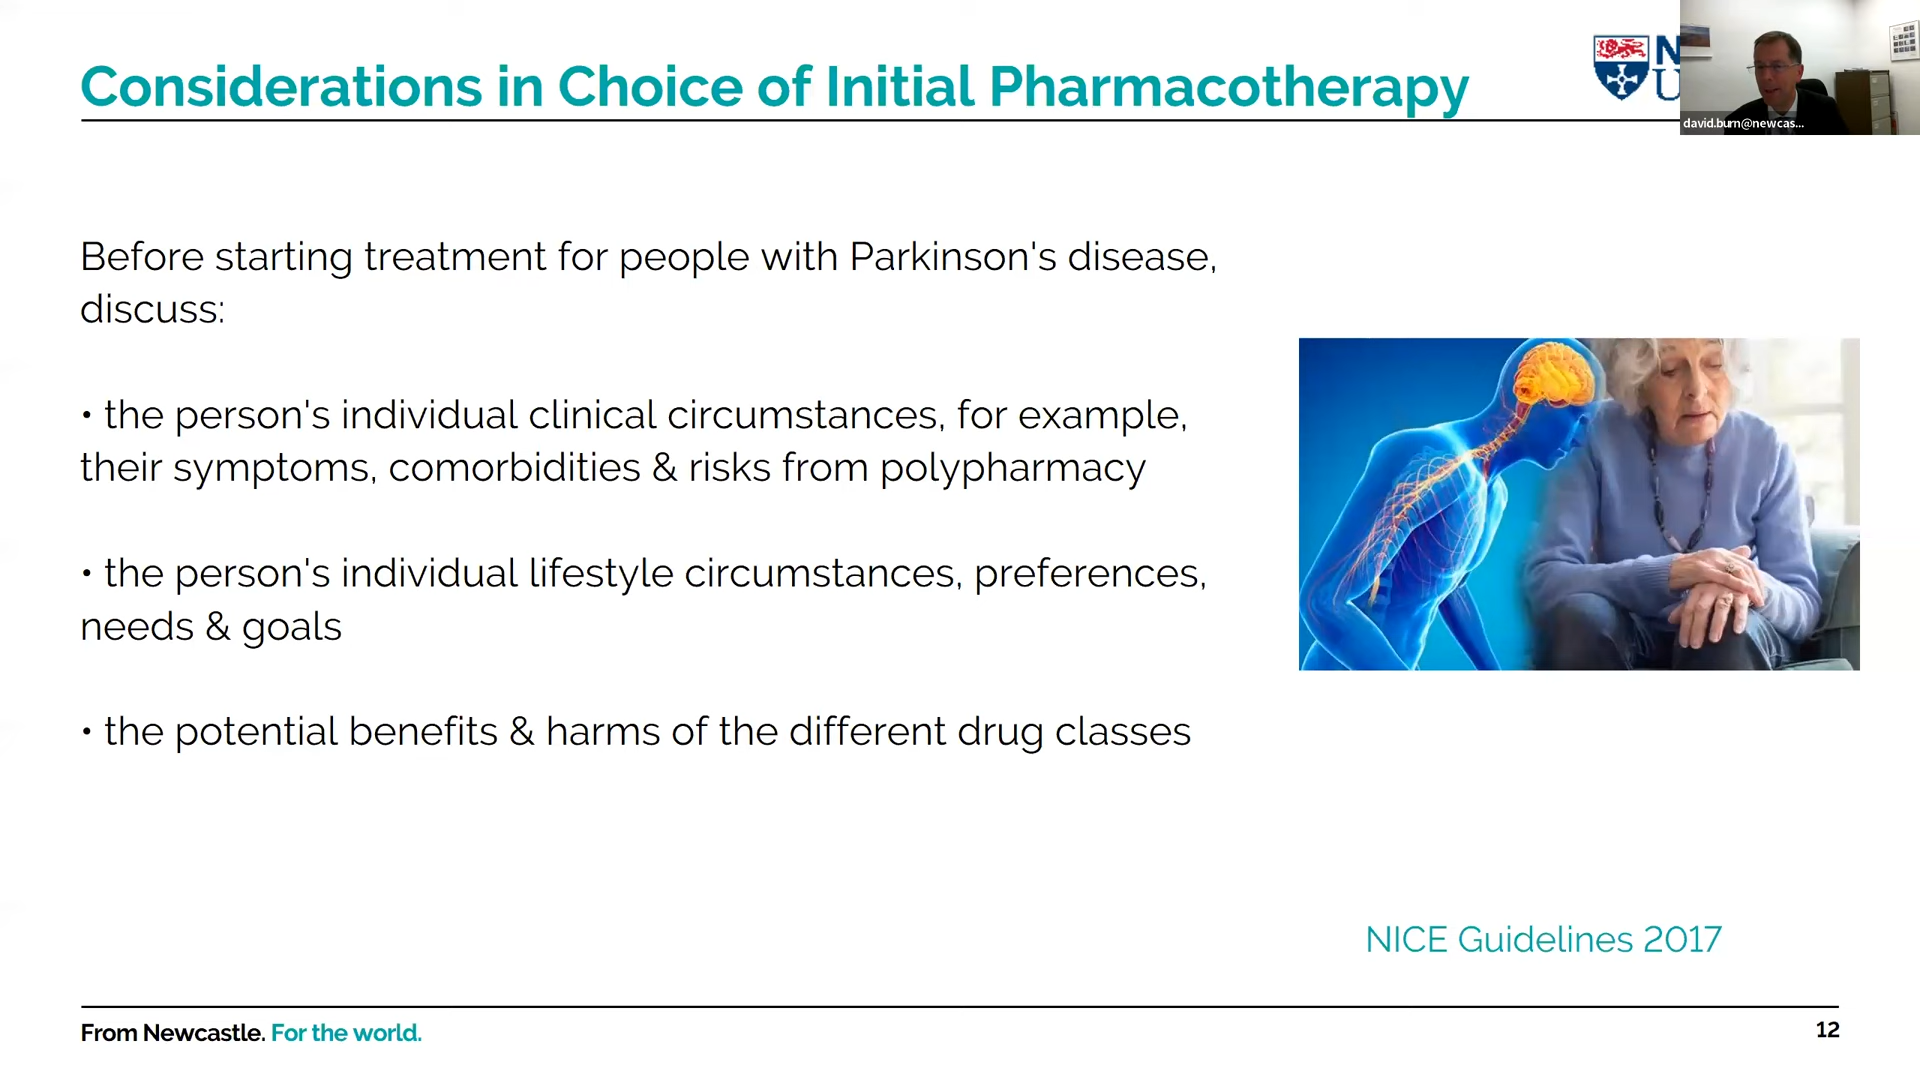 Considerations in Choice of Initial Pharmacotherapy
N
U
david.burn@newcas...
Before starting treatment for people with Parkinson's disease,
discuss:
• the person's individual clinical circumstances, for example,
their symptoms, comorbidities & risks from polypharmacy
• the person's individual lifestyle circumstances, preferences,
needs & goals
• the potential benefits & harms of the different drug classes
NICE Guidelines 2017
From Newcastle. For the world.
12